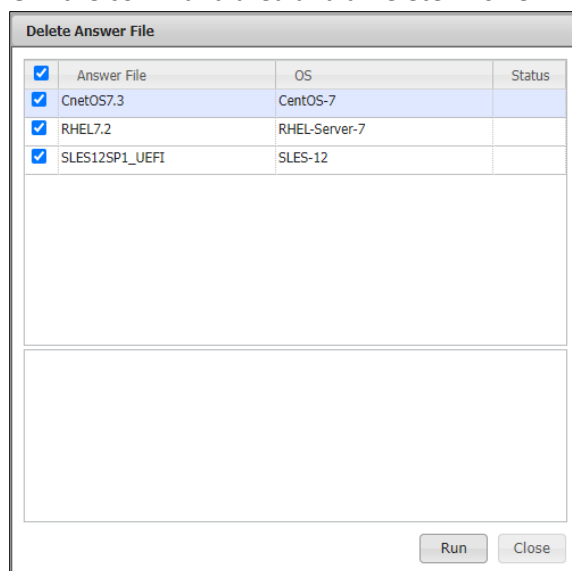 Delete Answer File
Answer File OS Status
CnetOS7.3 CentOS-7
RHEL7.2 RHEL-Server-7
SLES12SP1_UEFI SLES-12
Run Close